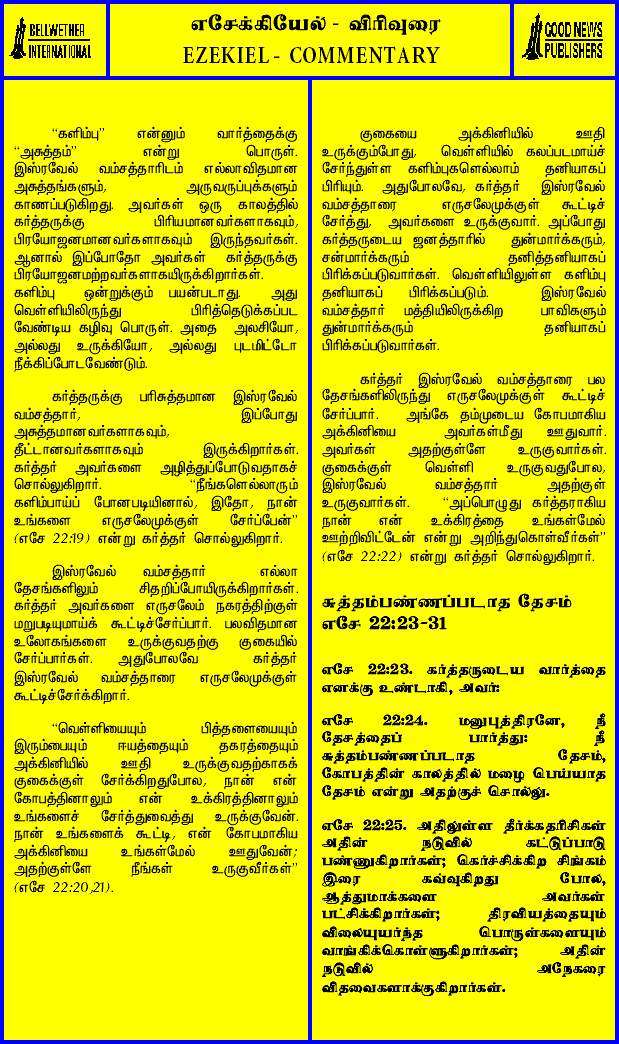 BELLWETHER
INTERNATIONAL
எசேக்கியேல் - விரிவுரை
EZEKIEL - COMMENTARY
GOOD NEWS
PUBLISHERS
“களிம்பு” என்னும் வார்த்தைக்கு
“அசுத்தம்” என்று பொருள்.
இஸ்ரவேல் வம்சத்தாரிடம் எல்லாவிதமான
அசுத்தங்களும், அருவருப்புக்களும்
காணப்படுகிறது. அவர்கள் ஒரு காலத்தில்
கர்த்தருக்கு பிரியமானவர்களாகவும்,
பிரயோஜனமானவர்களாகவும் இருந்தவர்கள்.
ஆனால் இப்போதோ அவர்கள் கர்த்தருக்கு
பிரயோஜனமற்றவர்களாகயிருக்கிறார்கள்.
களிம்பு ஒன்றுக்கும் பயன்படாது. அது
வெள்ளியிலிருந்து பிரித்தெடுக்கப்பட
வேண்டிய கழிவு பொருள். அதை அலசியோ,
அல்லது உருக்கியோ, அல்லது புடமிட்டோ
நீக்கிப்போடவேண்டும்.
கர்த்தருக்கு பரிசுத்தமான இஸ்ரவேல்
வம்சத்தார், இப்போது
அசுத்தமானவர்களாகவும்,
தீட்டானவர்களாகவும் இருக்கிறார்கள்.
கர்த்தர் அவர்களை அழித்துப்போடுவதாகச்
சொல்லுகிறார். “நீங்களெல்லாரும்
களிம்பாய்ப் போனபடியினால், இதோ, நான்
உங்களை எருசலேமுக்குள் சேர்ப்பேன்”
(எசே 22:19) என்று கர்த்தர் சொல்லுகிறார்.
இஸ்ரவேல் வம்சத்தார் எல்லா
தேசங்களிலும் சிதறிப்போயிருக்கிறார்கள்.
கர்த்தர் அவர்களை எருசலேம் நகரத்திற்குள்
மறுபடியுமாய்க் கூட்டிச்சேர்ப்பார். பலவிதமான
உலோகங்களை உருக்குவதற்கு குகையில்
சேர்ப்பார்கள். அதுபோலவே கர்த்தர்
இஸ்ரவேல் வம்சத்தாரை எருசலேமுக்குள்
கூட்டிச்சேர்க்கிறார்.
“வெள்ளியையும் பித்தளையையும்
இரும்பையும் ஈயத்தையும் தகரத்தையும்
அக்கினியில் ஊதி உருக்குவதற்காகக்
குகைக்குள் சேர்க்கிறதுபோல, நான் என்
கோபத்தினாலும் என் உக்கிரத்தினாலும்
உங்களைச் சேர்த்துவைத்து உருக்குவேன்.
நான் உங்களைக் கூட்டி, என் கோபமாகிய
அக்கினியை உங்கள்மேல் ஊதுவேன்;
அதற்குள்ளே நீங்கள் உருகுவீர்கள்”
(எசே 22:20,21).
குகையை அக்கினியில் ஊதி
உருக்கும்போது, வெள்ளியில் கலப்படமாய்ச்
சேர்ந்துள்ள களிம்புகளெல்லாம் தனியாகப்
பிரியும். அதுபோலவே, கர்த்தர் இஸ்ரவேல்
வம்சத்தாரை எருசலேமுக்குள் கூட்டிச்
சேர்த்து, அவர்களை உருக்குவார். அப்போது
கர்த்தருடைய ஜனத்தாரில் துன்மார்க்கரும்,
சன்மார்க்கரும் தனித்தனியாகப்
பிரிக்கப்படுவார்கள். வெள்ளியிலுள்ள களிம்பு
தனியாகப் பிரிக்கப்படும். இஸ்ரவேல்
வம்சத்தார் மத்தியிலிருக்கிற பாவிகளும்
துன்மார்க்கரும் தனியாகப்
பிரிக்கப்படுவார்கள்.
கர்த்தர் இஸ்ரவேல் வம்சத்தாரை பல
தேசங்களிலிருந்து எருசலேமுக்குள் கூட்டிச்
சேர்ப்பார். அங்கே தம்முடைய கோபமாகிய
அக்கினியை அவர்கள்மீது ஊதுவார்.
அவர்கள் அதற்குள்ளே உருகுவார்கள்.
குகைக்குள் வெள்ளி உருகுவதுபோல,
இஸ்ரவேல் வம்சத்தார் அதற்குள்
உருகுவார்கள். “அப்பொழுது கர்த்தராகிய
நான் என் உக்கிரத்தை உங்கள்மேல்
ஊற்றிவிட்டேன் என்று அறிந்துகொள்வீர்கள்”
(எசே 22:22) என்று கர்த்தர் சொல்லுகிறார்.
சுத்தம்பண்ணப்படாத தேசம்
எசே 22:23-31
எசே 22:23. கர்த்தருடைய வார்த்தை
எனக்கு உண்டாகி, அவர்:
எசே 22:24. மனுபுத்திரனே, நீ
தேசத்தைப் பார்த்து: நீ
சுத்தம்பண்ணப்படாத தேசம்,
கோபத்தின் காலத்தில் மழை பெய்யாத
தேசம் என்று அதற்குச் சொல்லு.
எசே 22:25. அதிலுள்ள தீர்க்கதரிசிகள்
அதின் நடுவில் கட்டுப்பாடு
பண்ணுகிறார்கள்; கெர்ச்சிக்கிற சிங்கம்
இரை கவ்வுகிறது போல,
ஆத்துமாக்களை அவர்கள்
பட்சிக்கிறார்கள்; திரவியத்தையும்
விலையுயர்ந்த பொருள்களையும்
வாங்கிக்கொள்ளுகிறார்கள்; அதின்
நடுவில் அநேகரை
விதவைகளாக்குகிறார்கள்.